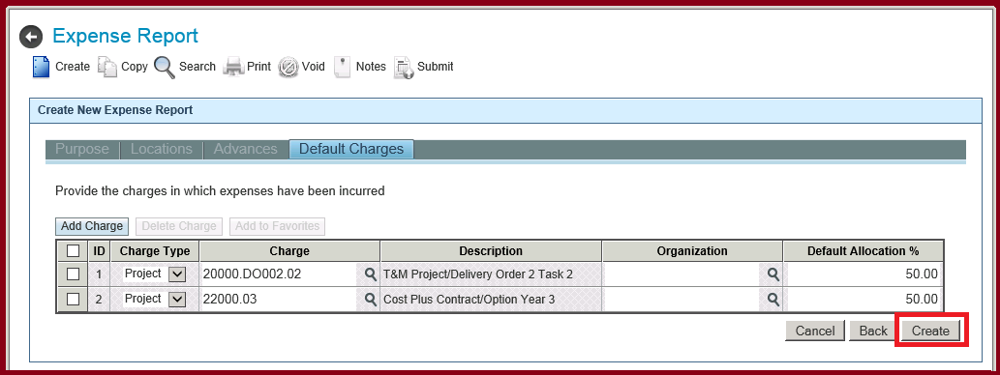 Expense Report
Create Copy Search Print Void Notes Submit
Create New Expense Report
Purpose Locations Advances Default Charges
Provide the charges in which expenses have been incurred
Add Charge Delete Charge Add to Favorites
ID Charge Type Charge Description Organization Default Allocation %
1 Project 20000.DO002.02 T&M Project/Delivery Order 2 Task 2 50.00
2 Project 22000.03 Cost Plus Contract/Option Year 3 50.00
Cancel Back Create